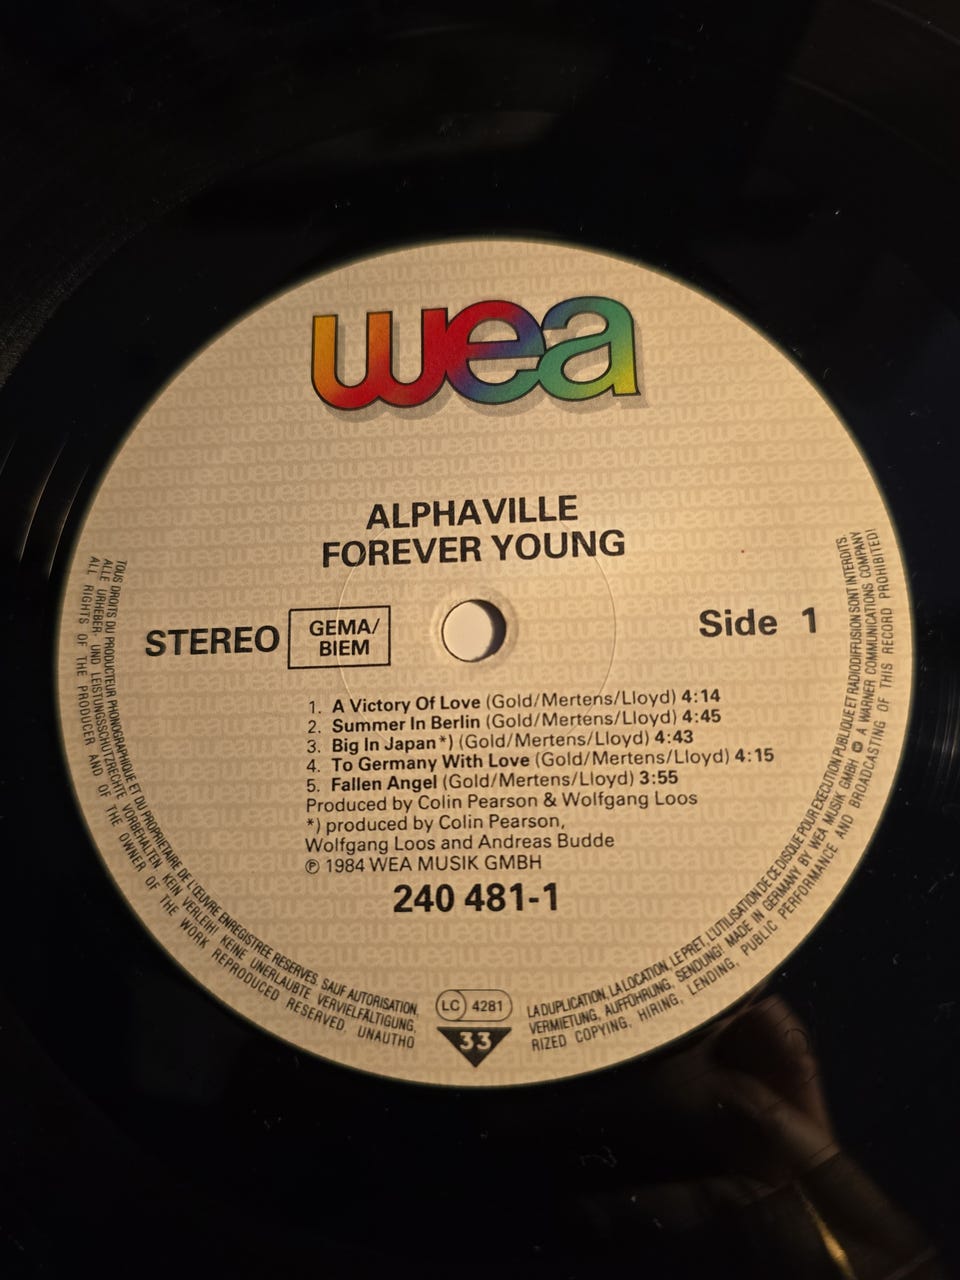 wea
ALPHAVILLE
FOREVER YOUNG
STEREO
GEMA/
BIEM
Side 1
1. A Victory Of Love (Gold/Mertens/Lloyd) 4:14
2. Summer In Berlin (Gold/Mertens/Lloyd) 4:45
3. Big In Japan*) (Gold/Mertens/Lloyd) 4:43
4. To Germany With Love (Gold/Mertens/Lloyd) 4:15
5. Fallen Angel (Gold/Mertens/Lloyd) 3:55
Produced by Colin Pearson & Wolfgang Loos
*) produced by Colin Pearson,
Wolfgang Loos and Andreas Budde
℗ 1984 WEA MUSIK GMBH
240 481-1
LC 4281
33
TOUS DROITS DU PRODUCTEUR PHONOGRAPHIQUE ET DU PROPRIETAIRE DE L'ŒUVRE ENREGISTREE RESERVES. SAUF AUTORISATION,
LA DUPLICATION, LA LOCATION, LE PRET, L'UTILISATION DE CE DISQUE POUR EXECUTION PUBLIQUE ET RADIODIFFUSION SONT INTERDITS.
ALLE URHEBER- UND LEISTUNGSSCHUTZRECHTE VORBEHALTEN. KEIN VERLEIH! KEINE UNERLAUBTE VERVIELFÄLTIGUNG,
VERMIETUNG, AUFFÜHRUNG, SENDUNG! MADE IN GERMANY BY WEA MUSIK GMBH A WARNER COMMUNICATIONS COMPANY
ALL RIGHTS OF THE PRODUCER AND OF THE OWNER OF THE WORK REPRODUCED RESERVED. UNAUTHO
RIZED COPYING, HIRING, LENDING, PUBLIC PERFORMANCE AND BROADCASTING OF THIS RECORD PROHIBITED!